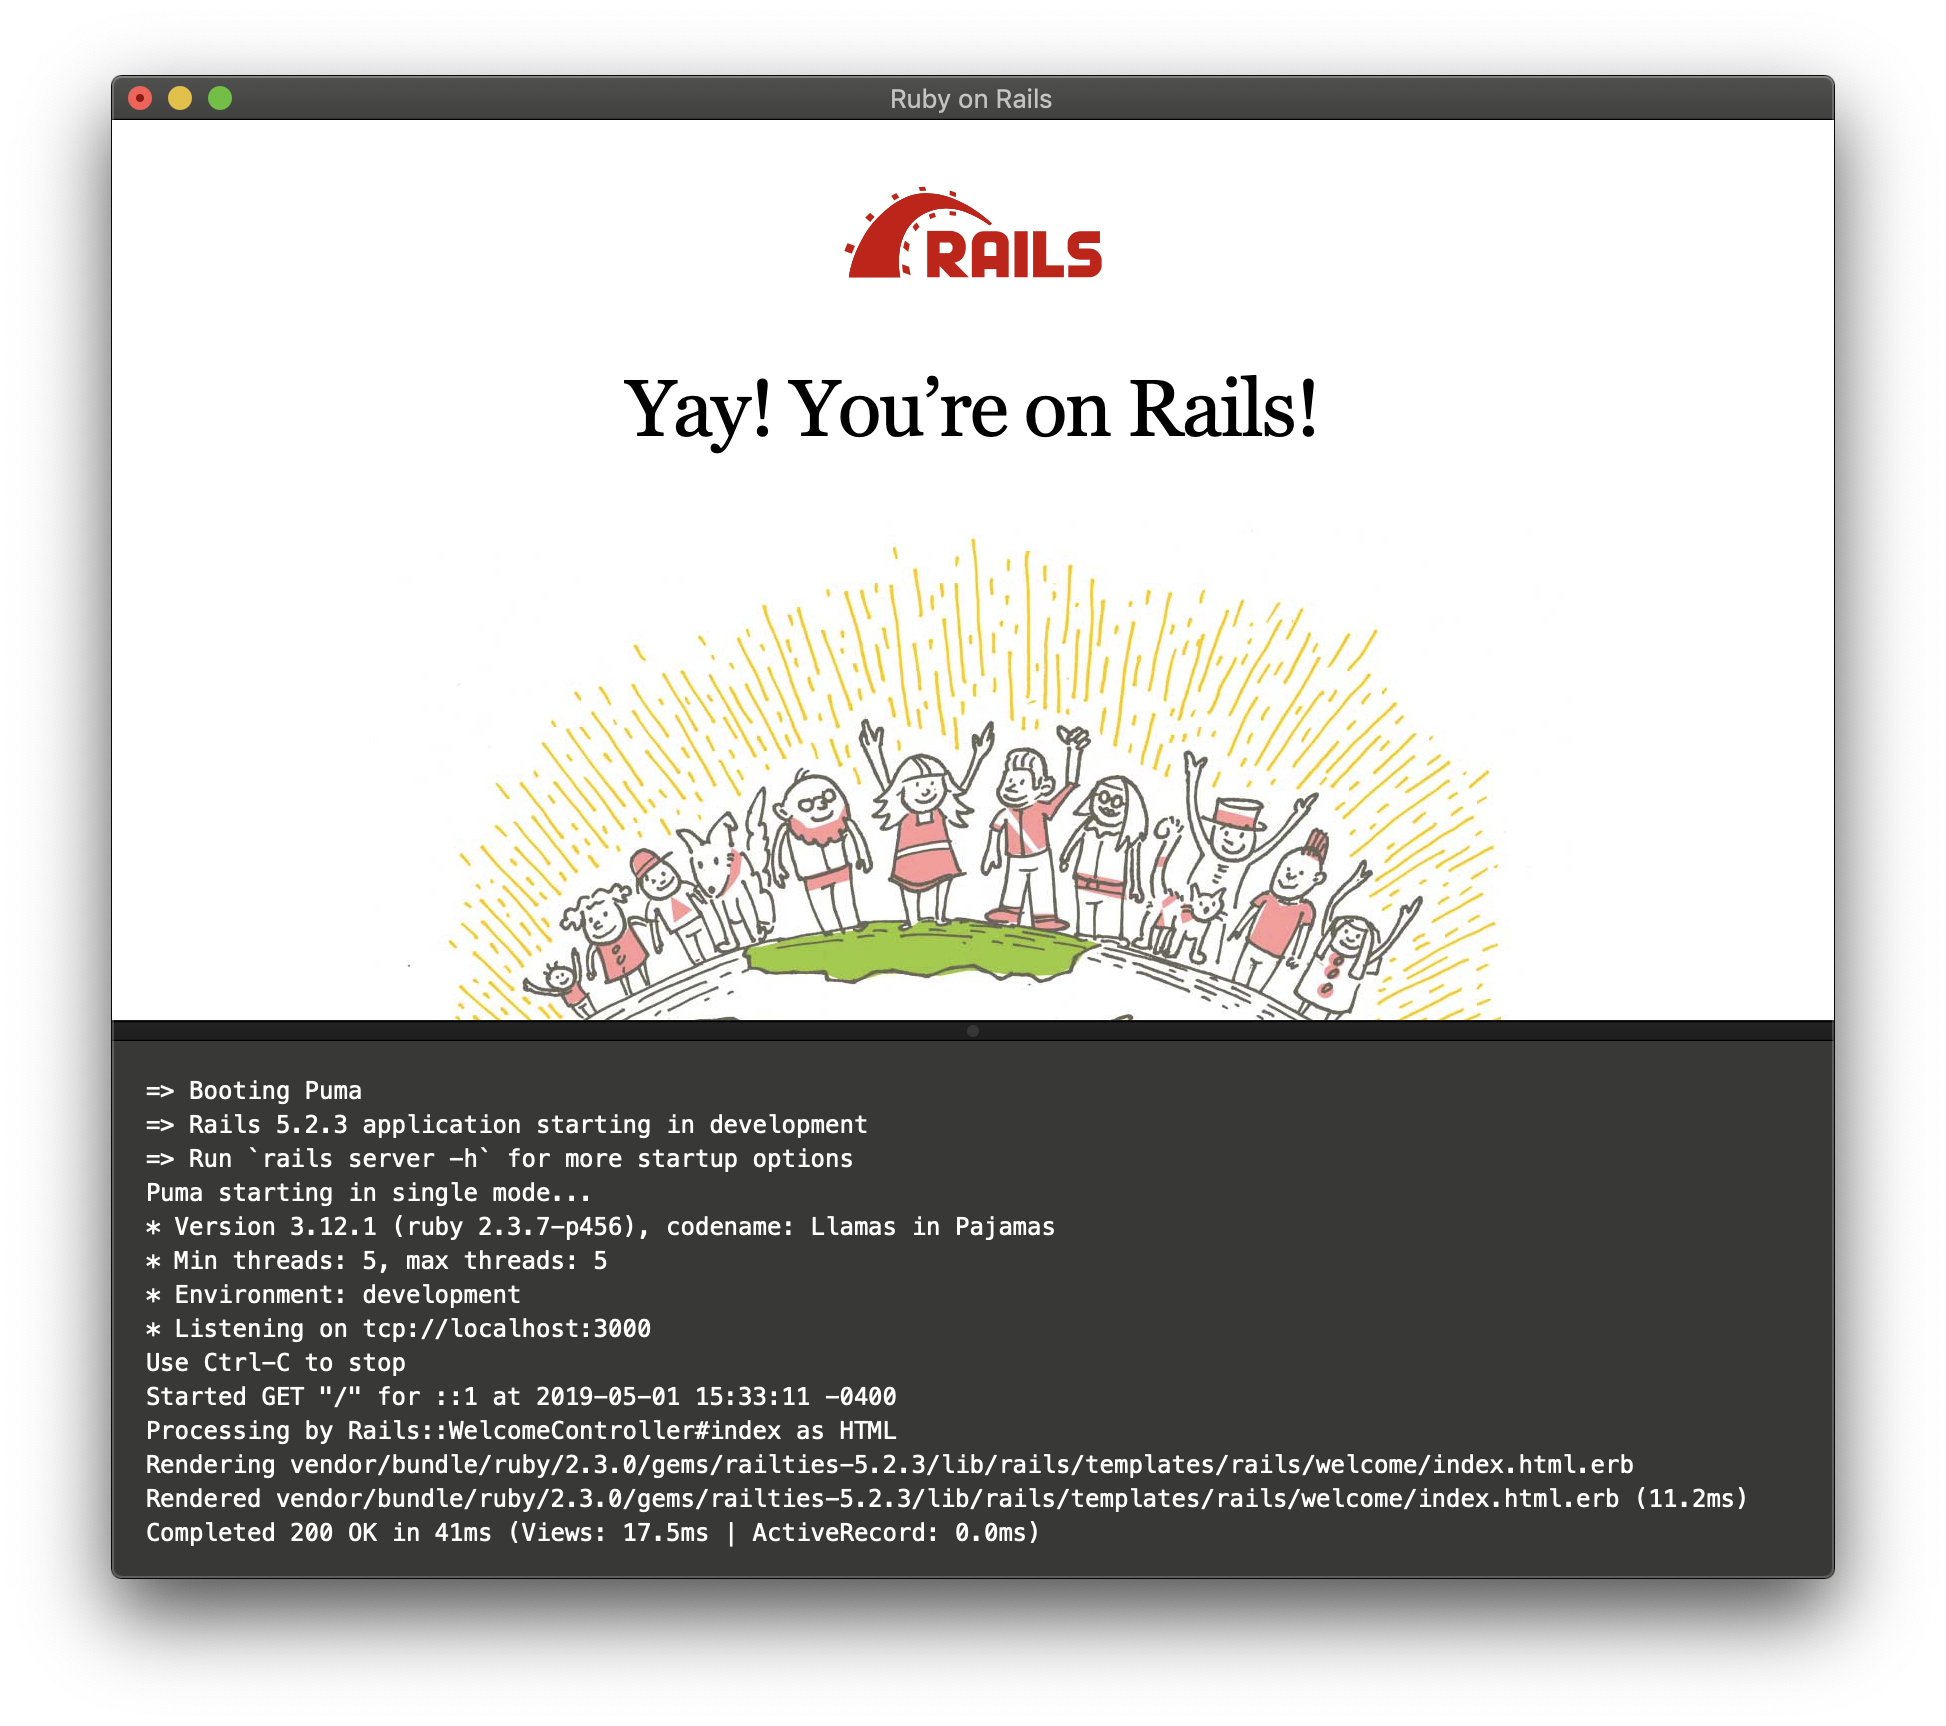 Ruby on Rails
RAILS
Yay! You’re on Rails!
=> Booting Puma
=> Rails 5.2.3 application starting in development
=> Run `rails server -h` for more startup options
Puma starting in single mode...
* Version 3.12.1 (ruby 2.3.7-p456), codename: Llamas in Pajamas
* Min threads: 5, max threads: 5
* Environment: development
* Listening on tcp://localhost:3000
Use Ctrl-C to stop
Started GET "/" for ::1 at 2019-05-01 15:33:11 -0400
Processing by Rails::WelcomeController#index as HTML
Rendering vendor/bundle/ruby/2.3.0/gems/railties-5.2.3/lib/rails/templates/rails/welcome/index.html.erb
Rendered vendor/bundle/ruby/2.3.0/gems/railties-5.2.3/lib/rails/templates/rails/welcome/index.html.erb (11.2ms)
Completed 200 OK in 41ms (Views: 17.5ms | ActiveRecord: 0.0ms)